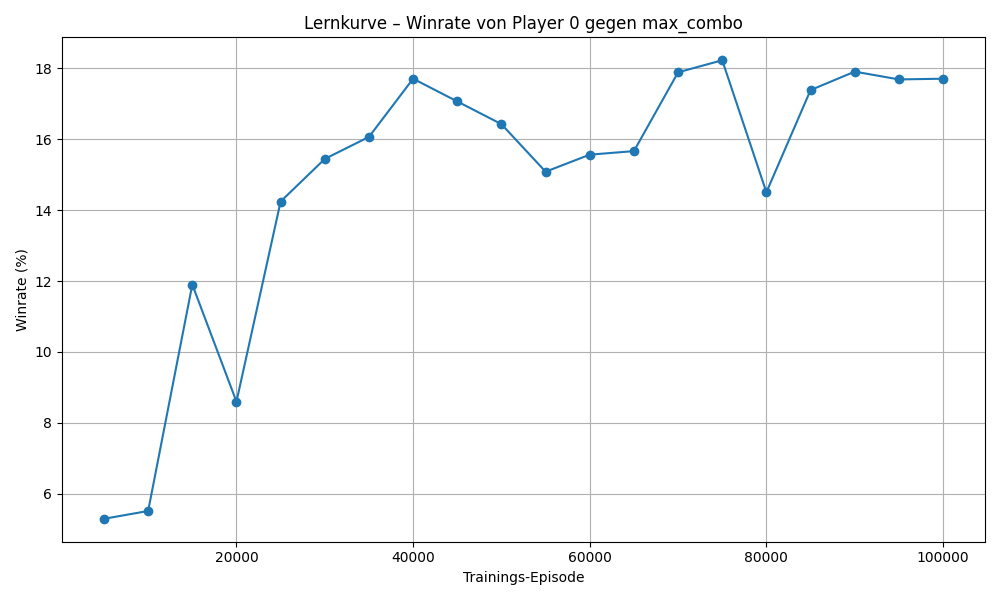 Lernkurve – Winrate von Player 0 gegen max_combo
Winrate (%)
18
16
14
12
10
8
6
20000 40000 60000 80000 100000
Trainings-Episode